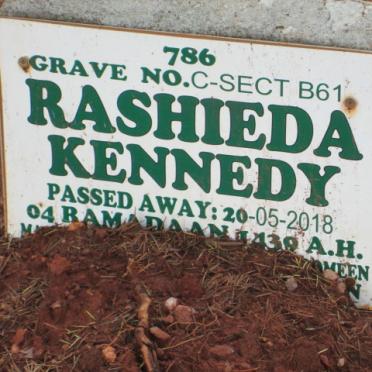 786
GRAVE NO. C-SECT B61
RASHIEDA
KENNEDY
PASSED AWAY: 20-05-2018
04 RAMADAAN 1439 A.H.